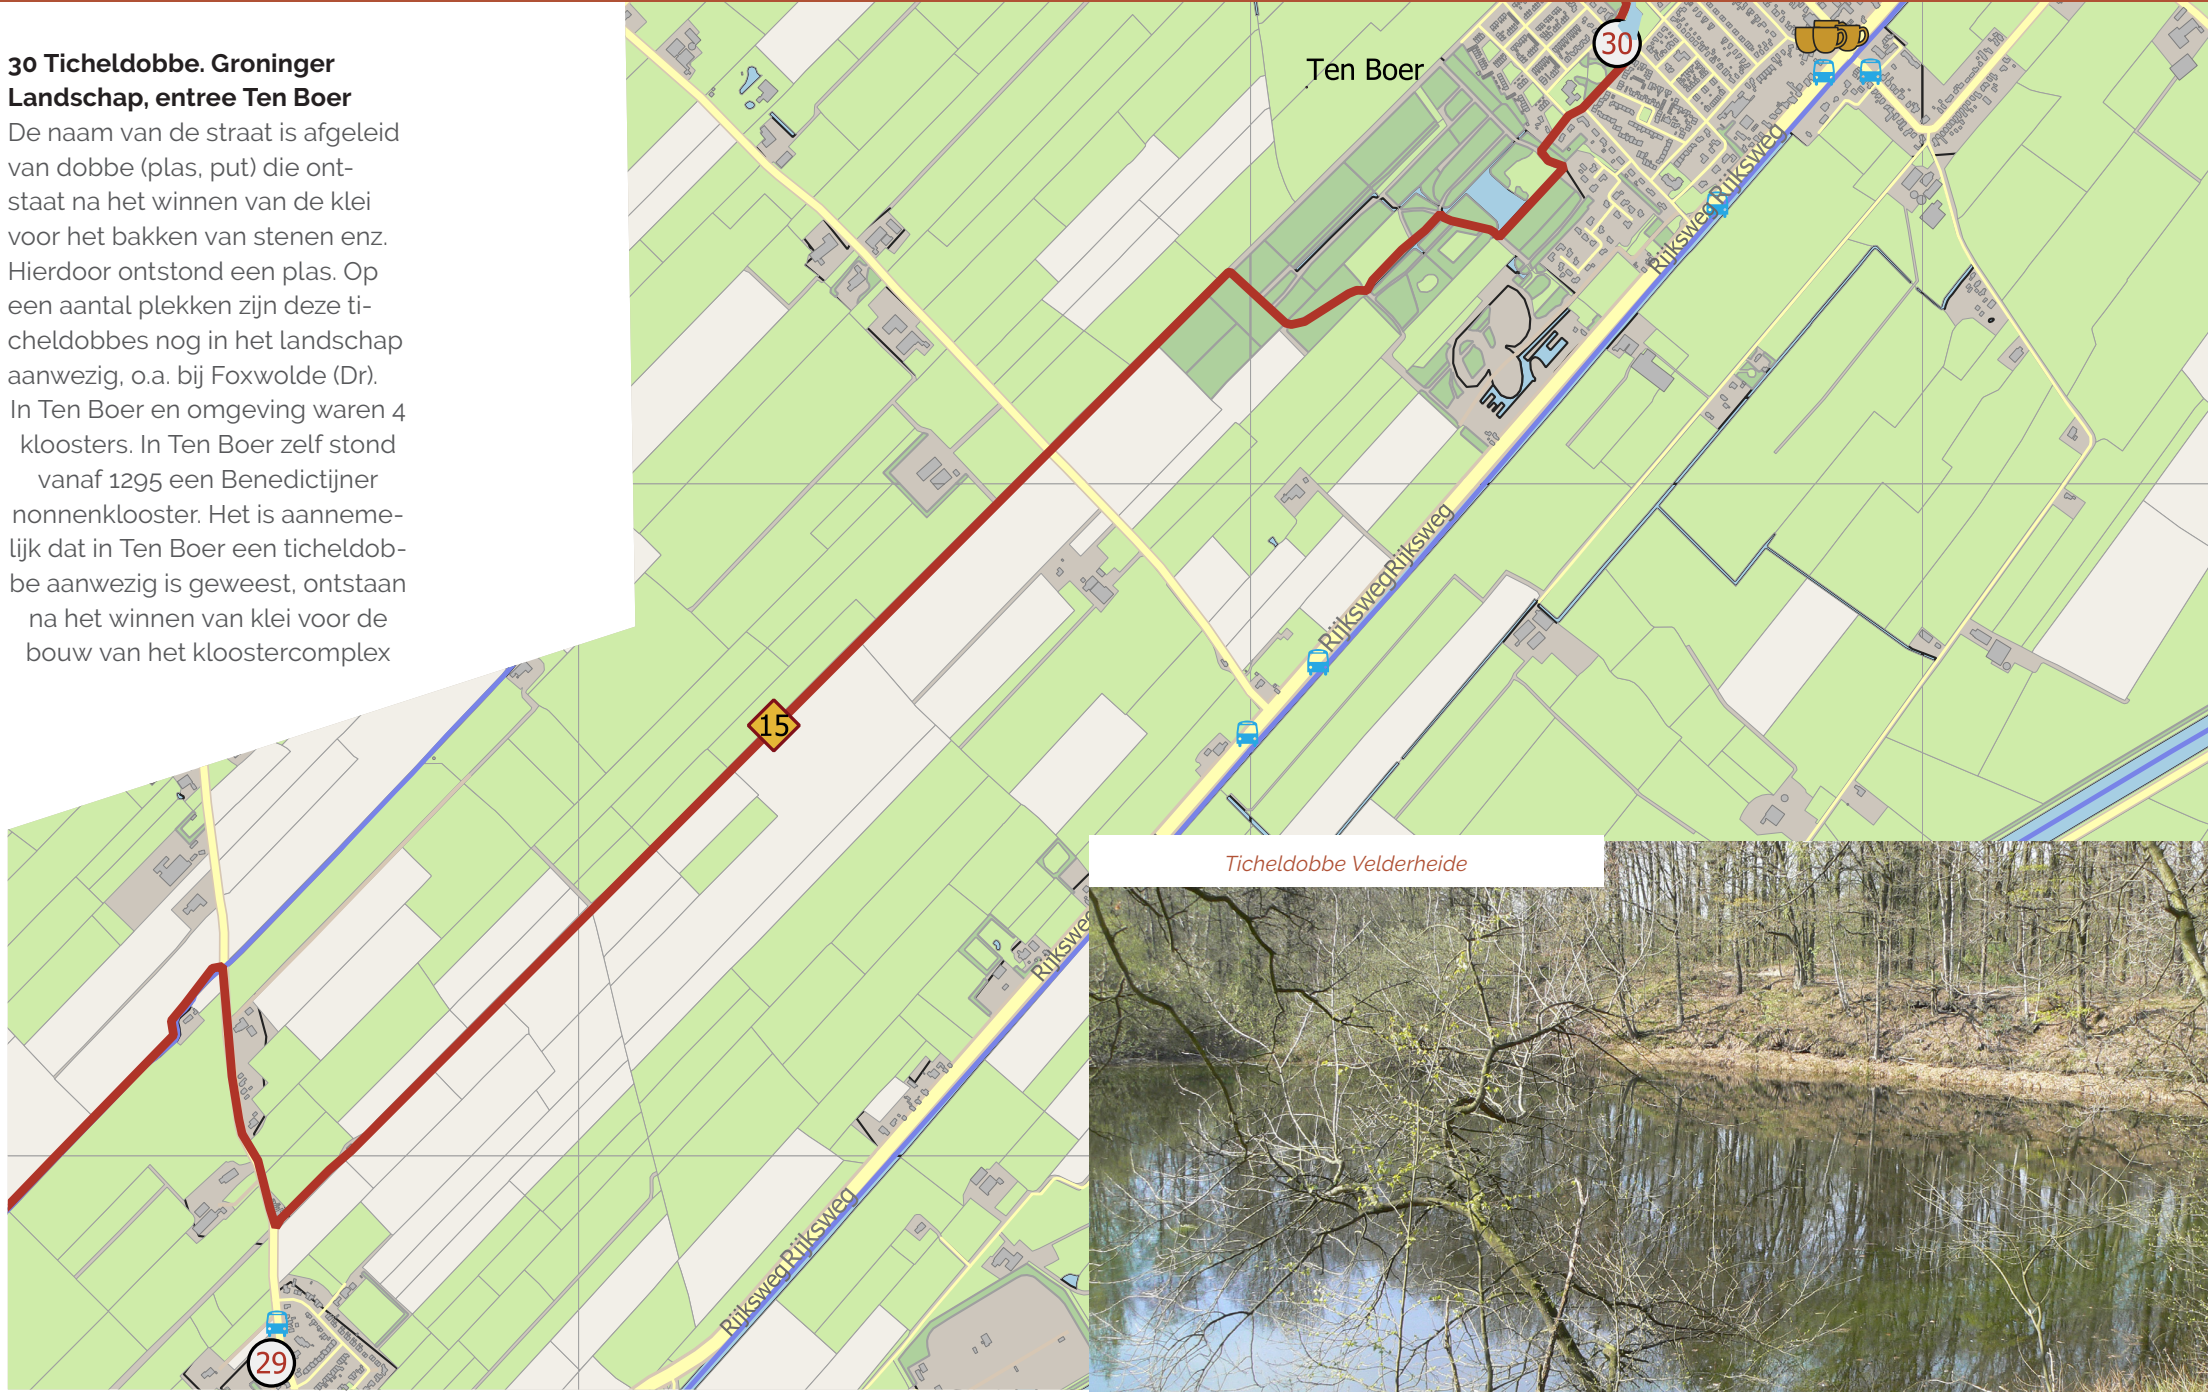 30 Ticheldobbe. Groninger
Landschap, entree Ten Boer
De naam van de straat is afgeleid
van dobbe (plas, put) die ont-
staat na het winnen van de klei
voor het bakken van stenen enz.
Hierdoor ontstond een plas. Op
een aantal plekken zijn deze ti-
cheldobbes nog in het landschap
aanwezig, o.a. bij Foxwolde (Dr).
In Ten Boer en omgeving waren 4
kloosters. In Ten Boer zelf stond
vanaf 1295 een Benedictijner
nonnenklooster. Het is aanneme-
lijk dat in Ten Boer een ticheldob-
be aanwezig is geweest, ontstaan
na het winnen van klei voor de
bouw van het kloostercomplex
30
Ten Boer
Rijksweg
Rijksweg
Rijksweg
Rijksweg
15
Ticheldobbe Velderheide
Rijksweg
Rijksweg
Rijksweg
29